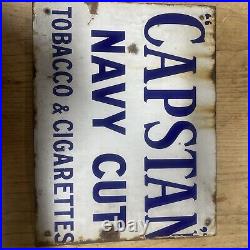 "CAPSTAN"
NAVY CUT
TOBACCO & CIGARETTES